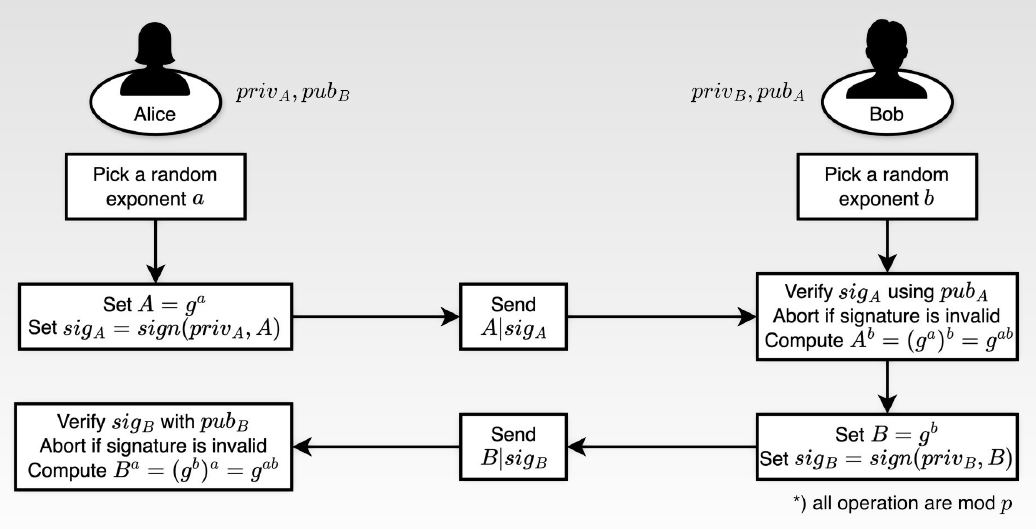 Alice
priv_A, pub_B
priv_B, pub_A
Bob
Pick a random
exponent a
Pick a random
exponent b
Set A = g^a
Set sig_A = sign(priv_A, A)
Send
A|sig_A
Verify sig_A using pub_A
Abort if signature is invalid
Compute A^b = (g^a)^b = g^ab
Verify sig_B with pub_B
Abort if signature is invalid
Compute B^a = (g^b)^a = g^ab
Send
B|sig_B
Set B = g^b
Set sig_B = sign(priv_B, B)
*) all operation are mod p